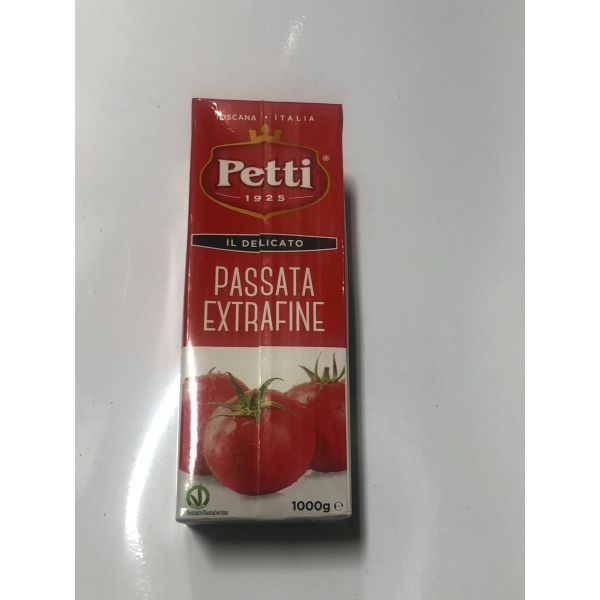 TOSCANA • ITALIA
Petti®
1925
IL DELICATO
PASSATA
EXTRAFINE
1000g ℮